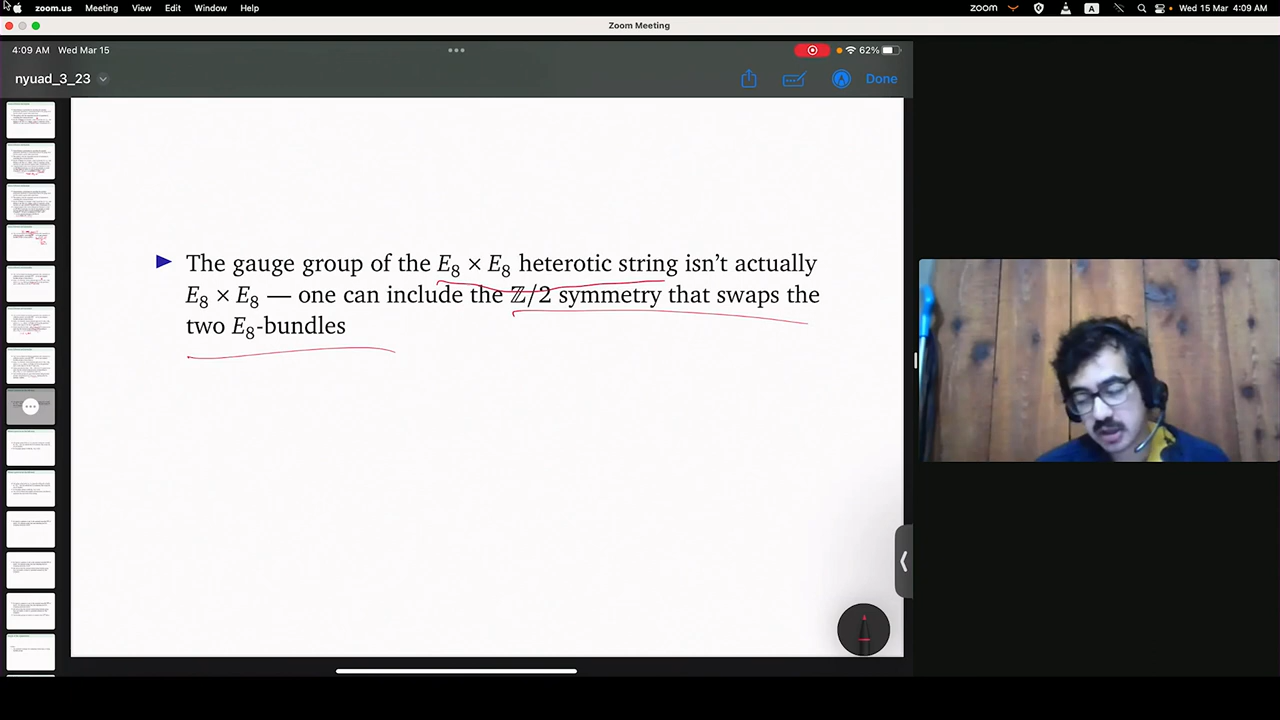 zoom.us Meeting View Edit Window Help zoom A Wed 15 Mar 4:09 AM
Zoom Meeting
4:09 AM Wed Mar 15 62%
nyuad_3_23 Done
The gauge group of the E₈ × E₈ heterotic string isn’t actually
E₈ × E₈ — one can include the ℤ/2 symmetry that swaps the
two E₈-bundles